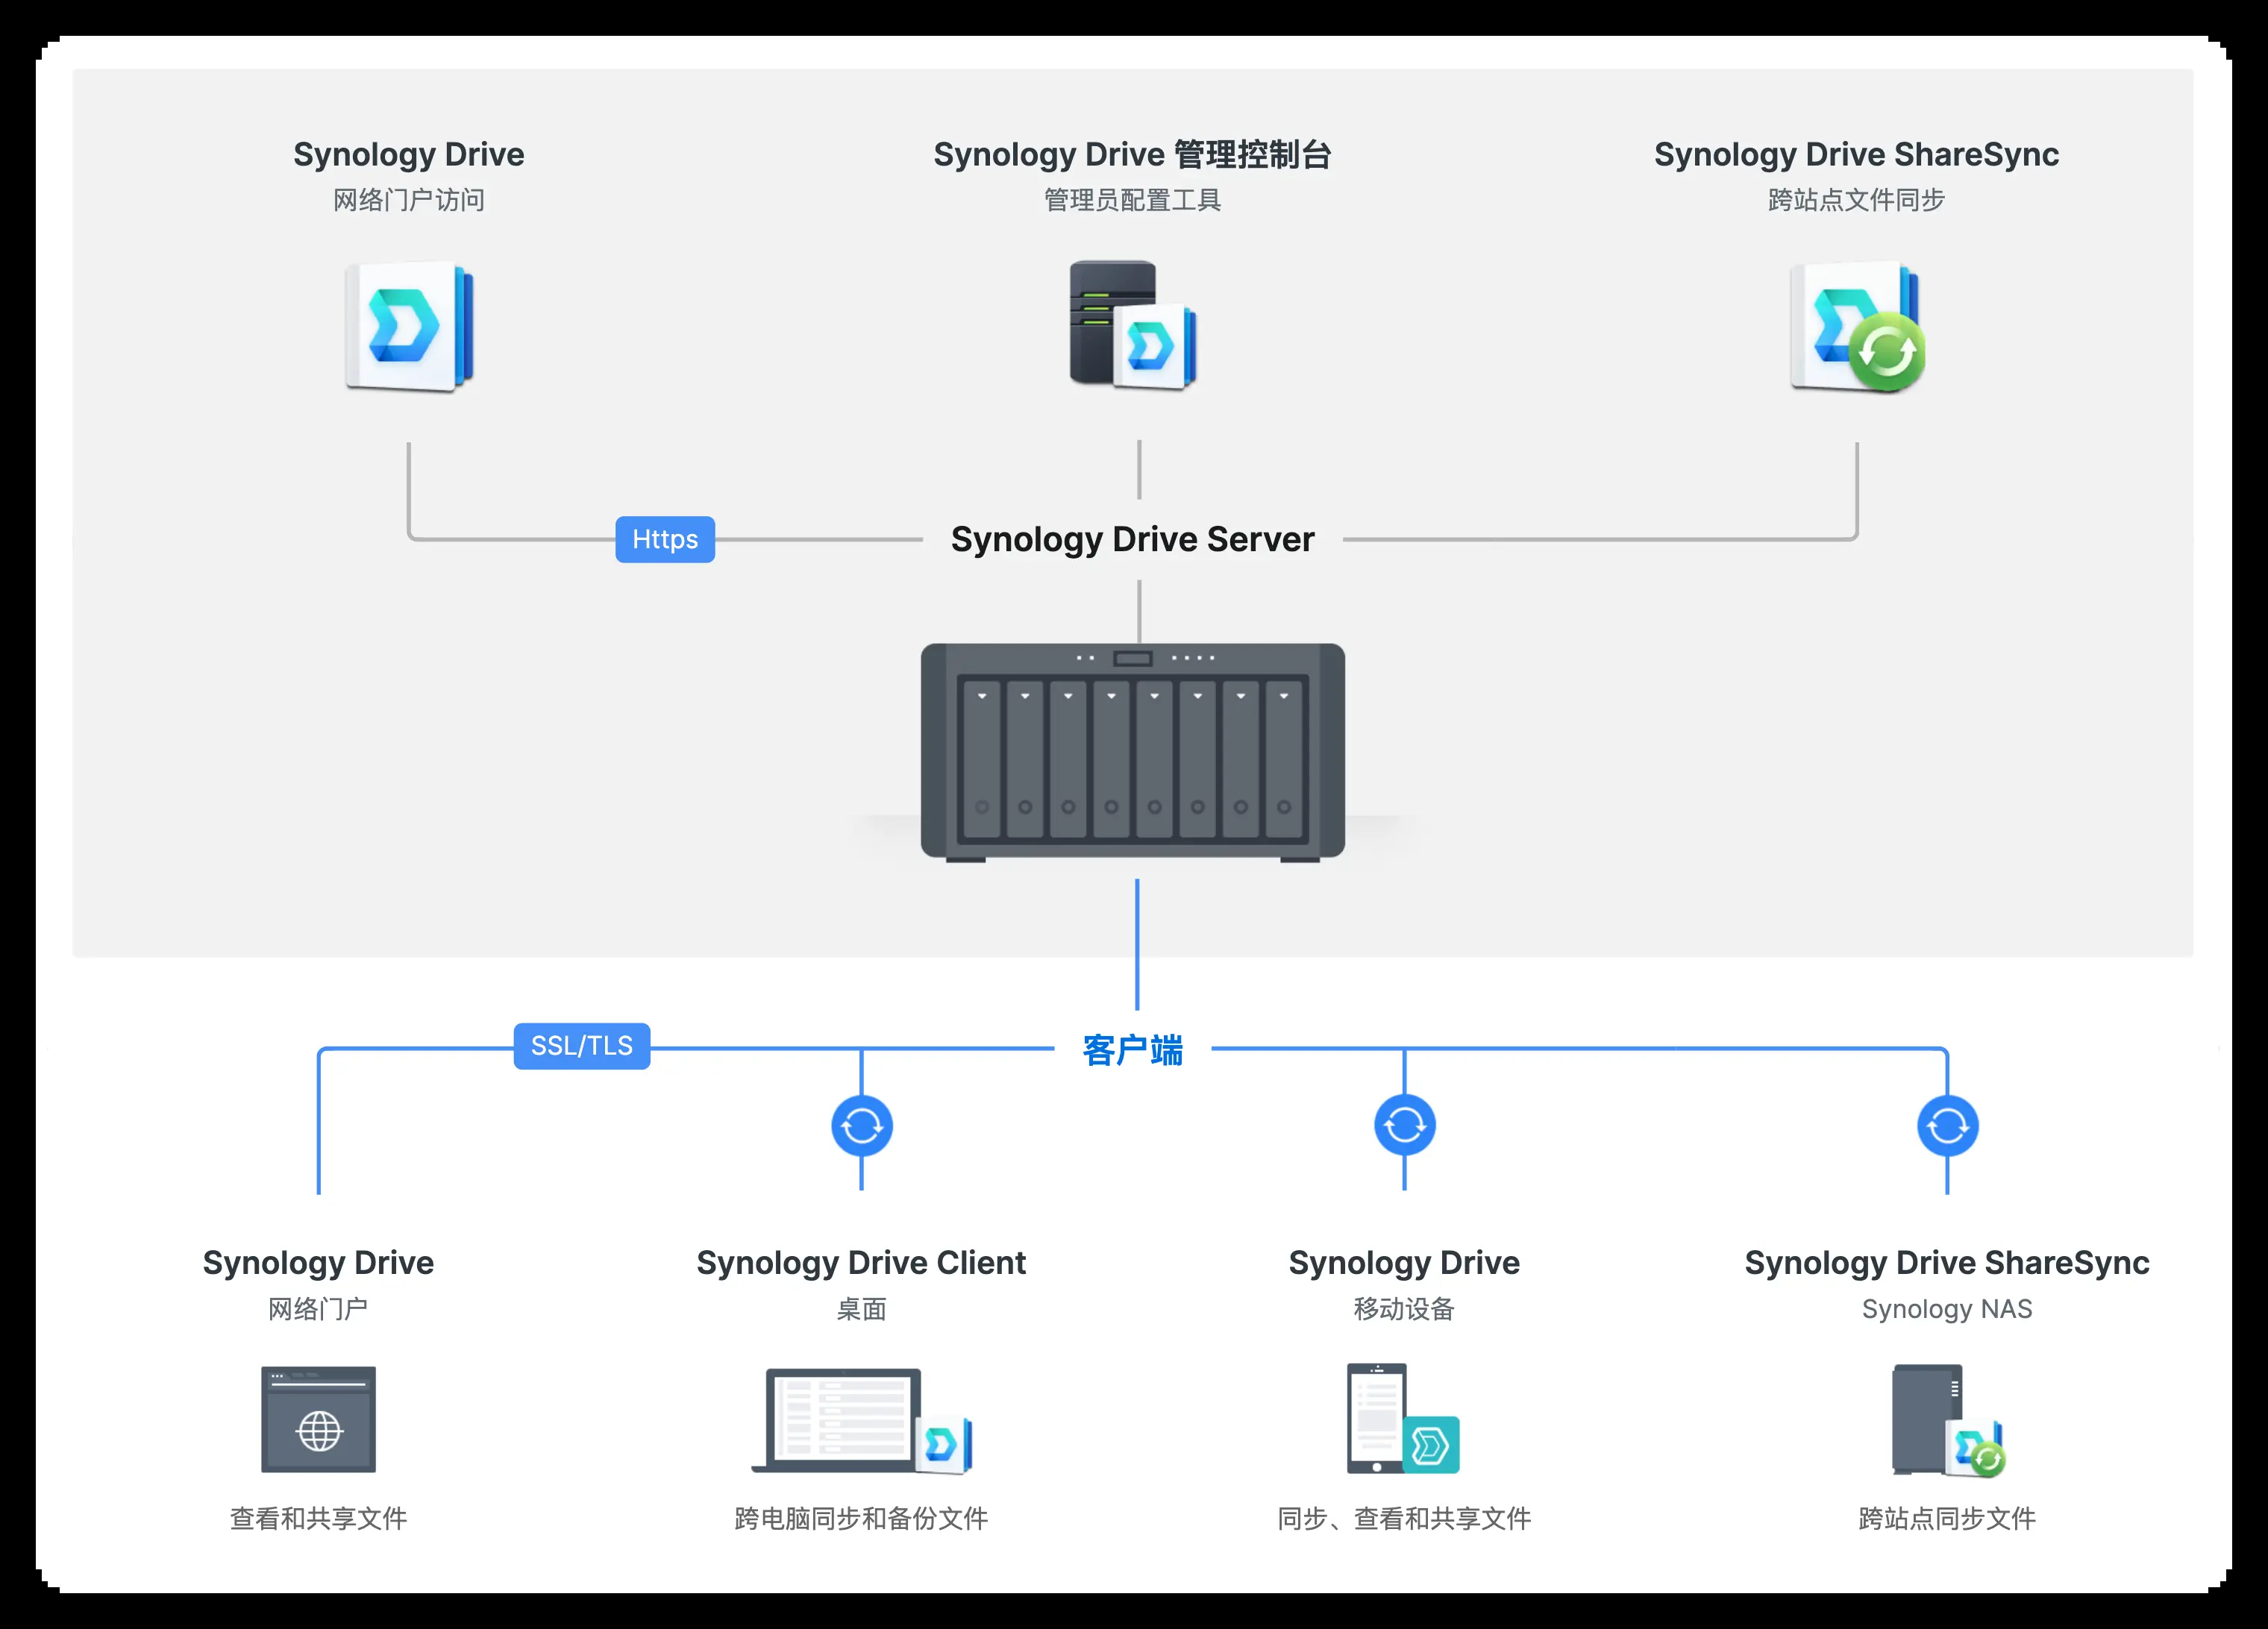 Synology Drive
网络门户访问
Synology Drive 管理控制台
管理员配置工具
Synology Drive ShareSync
跨站点文件同步
Https
Synology Drive Server
SSL/TLS
客户端
Synology Drive
网络门户
查看和共享文件
Synology Drive Client
桌面
跨电脑同步和备份文件
Synology Drive
移动设备
同步、查看和共享文件
Synology Drive ShareSync
Synology NAS
跨站点同步文件